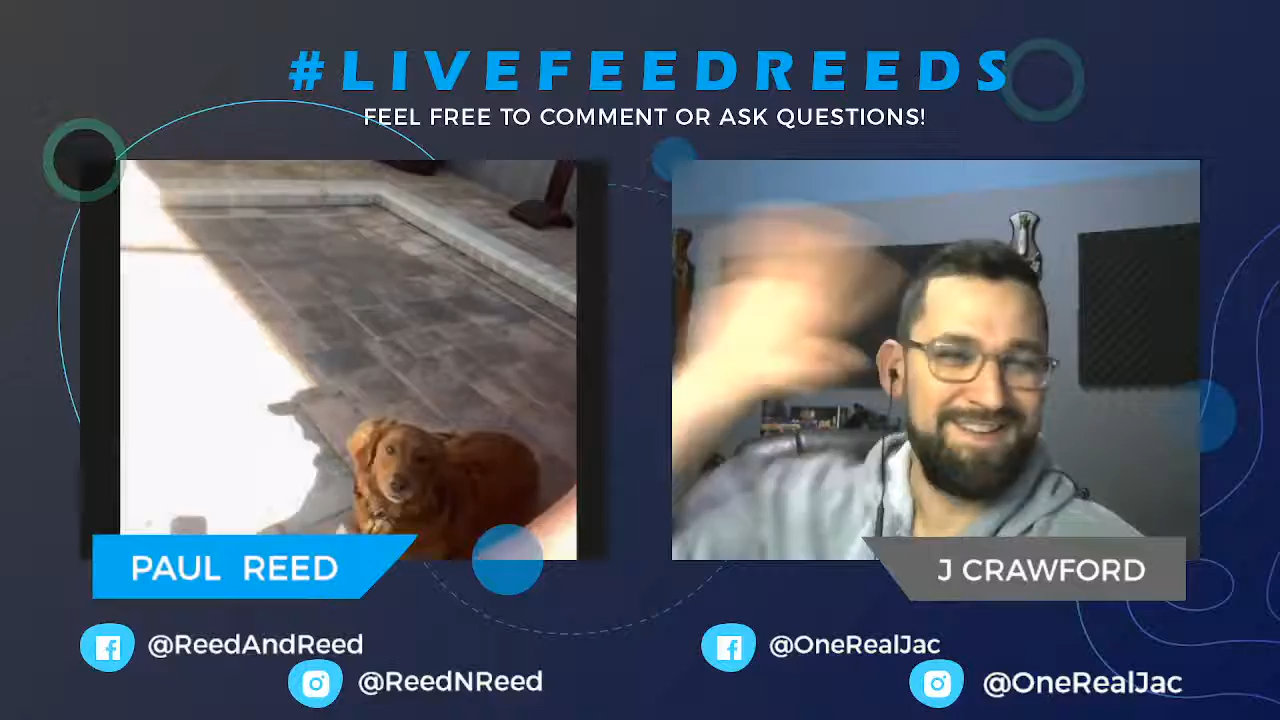 #LIVEFEEDREEDS
FEEL FREE TO COMMENT OR ASK QUESTIONS!
PAUL REED
J CRAWFORD
@ReedAndReed
@OneRealJac
@ReedNReed
@OneRealJac